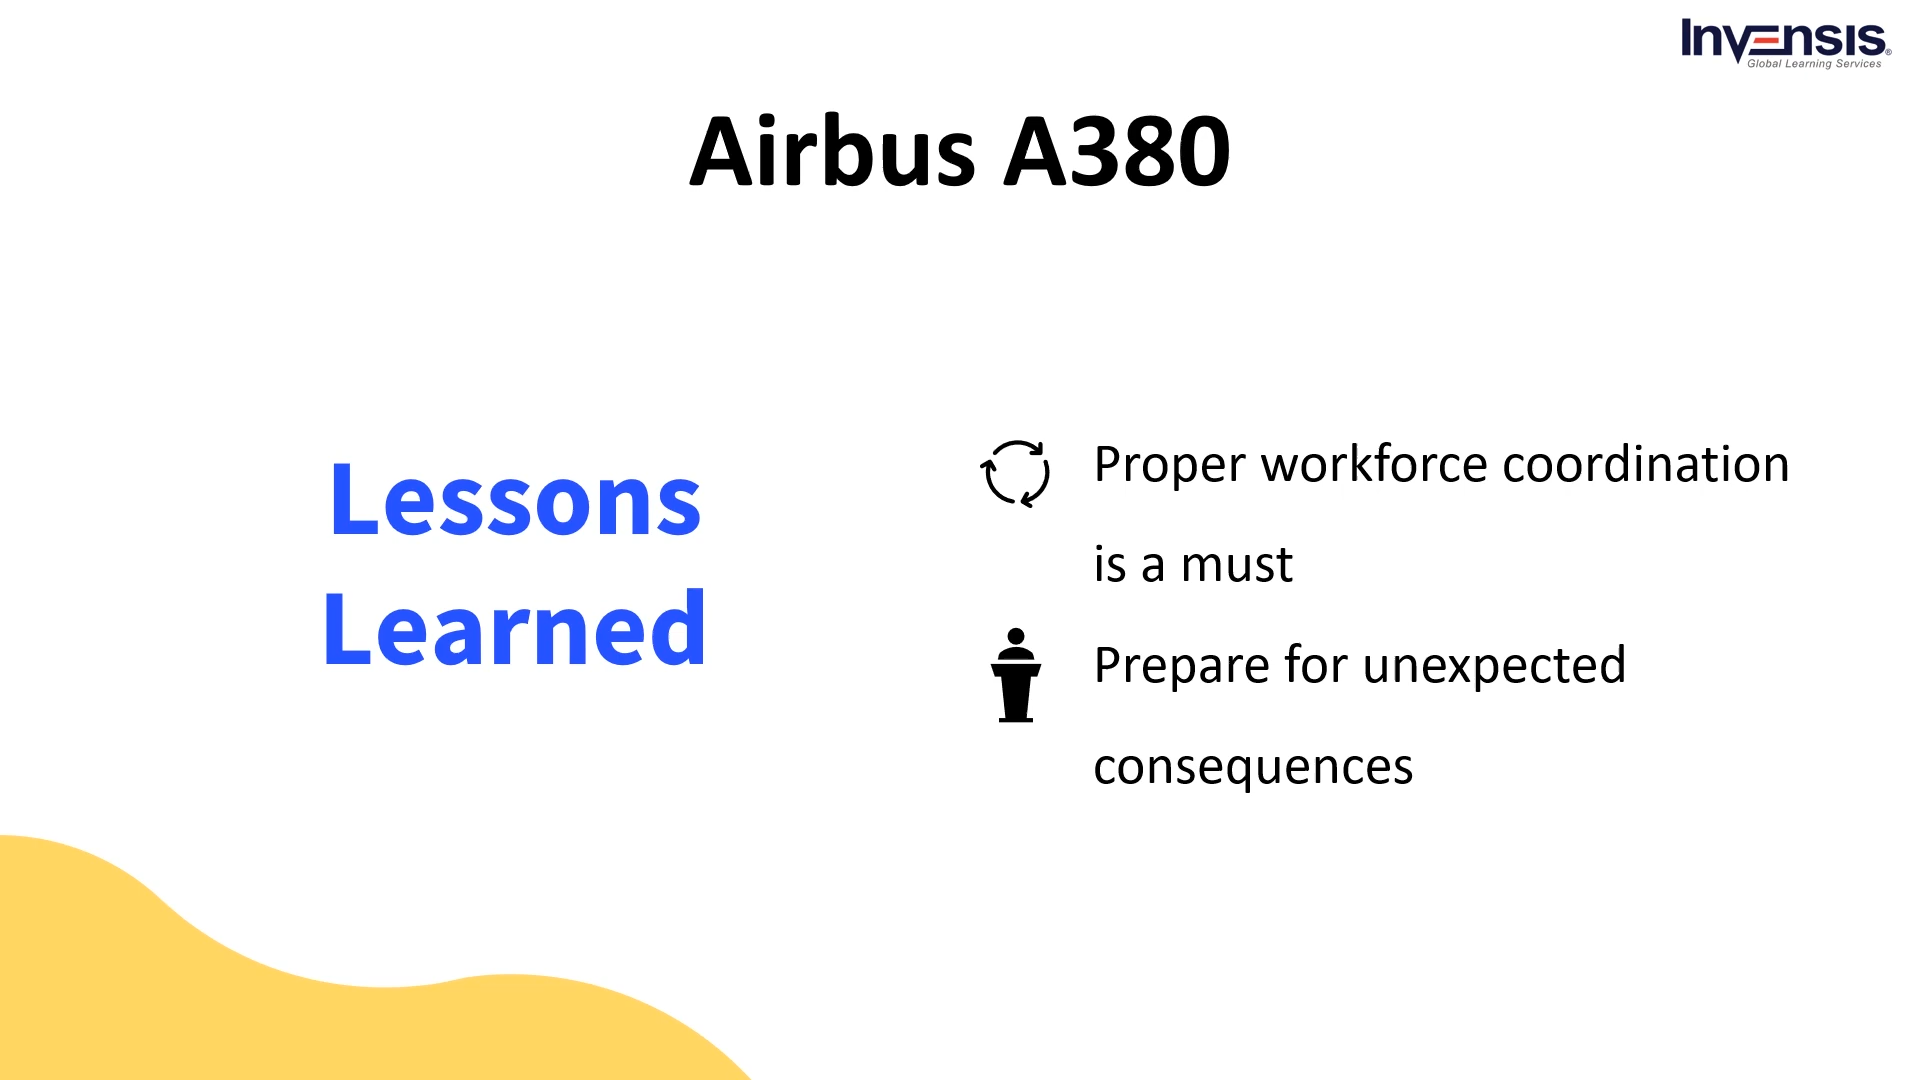 Invensis®
Global Learning Services
Airbus A380
Lessons
Learned
Proper workforce coordination
is a must
Prepare for unexpected
consequences